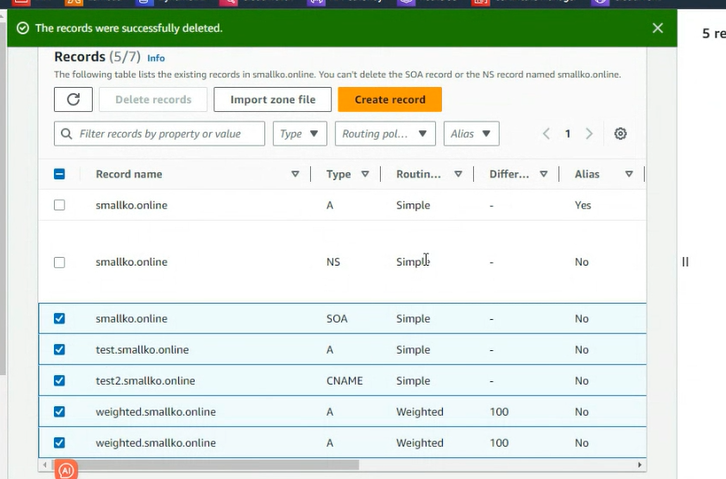 The records were successfully deleted.
5 re
Records (5/7) Info
The following table lists the existing records in smallko.online. You can't delete the SOA record or the NS record named smallko.online.
Delete records Import zone file Create record
Filter records by property or value Type Routing pol... Alias 1
Record name Type Routin... Differ... Alias
smallko.online A Simple - Yes
smallko.online NS Simple - No
smallko.online SOA Simple - No
test.smallko.online A Simple - No
test2.smallko.online CNAME Simple - No
weighted.smallko.online A Weighted 100 No
weighted.smallko.online A Weighted 100 No
AI